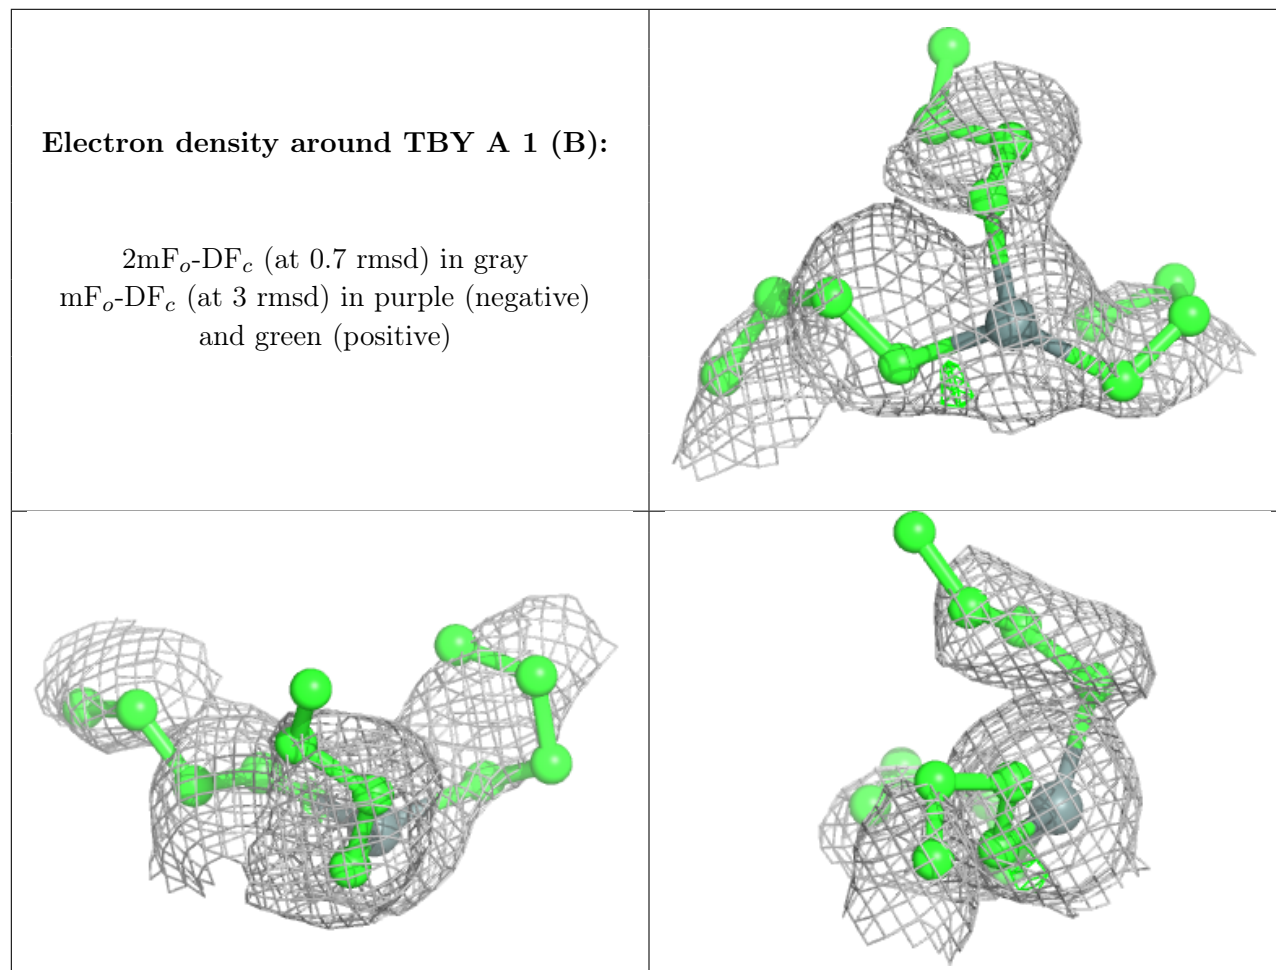 Electron density around TBY A 1 (B):
2mFo-DFc (at 0.7 rmsd) in gray
mFo-DFc (at 3 rmsd) in purple (negative)
and green (positive)